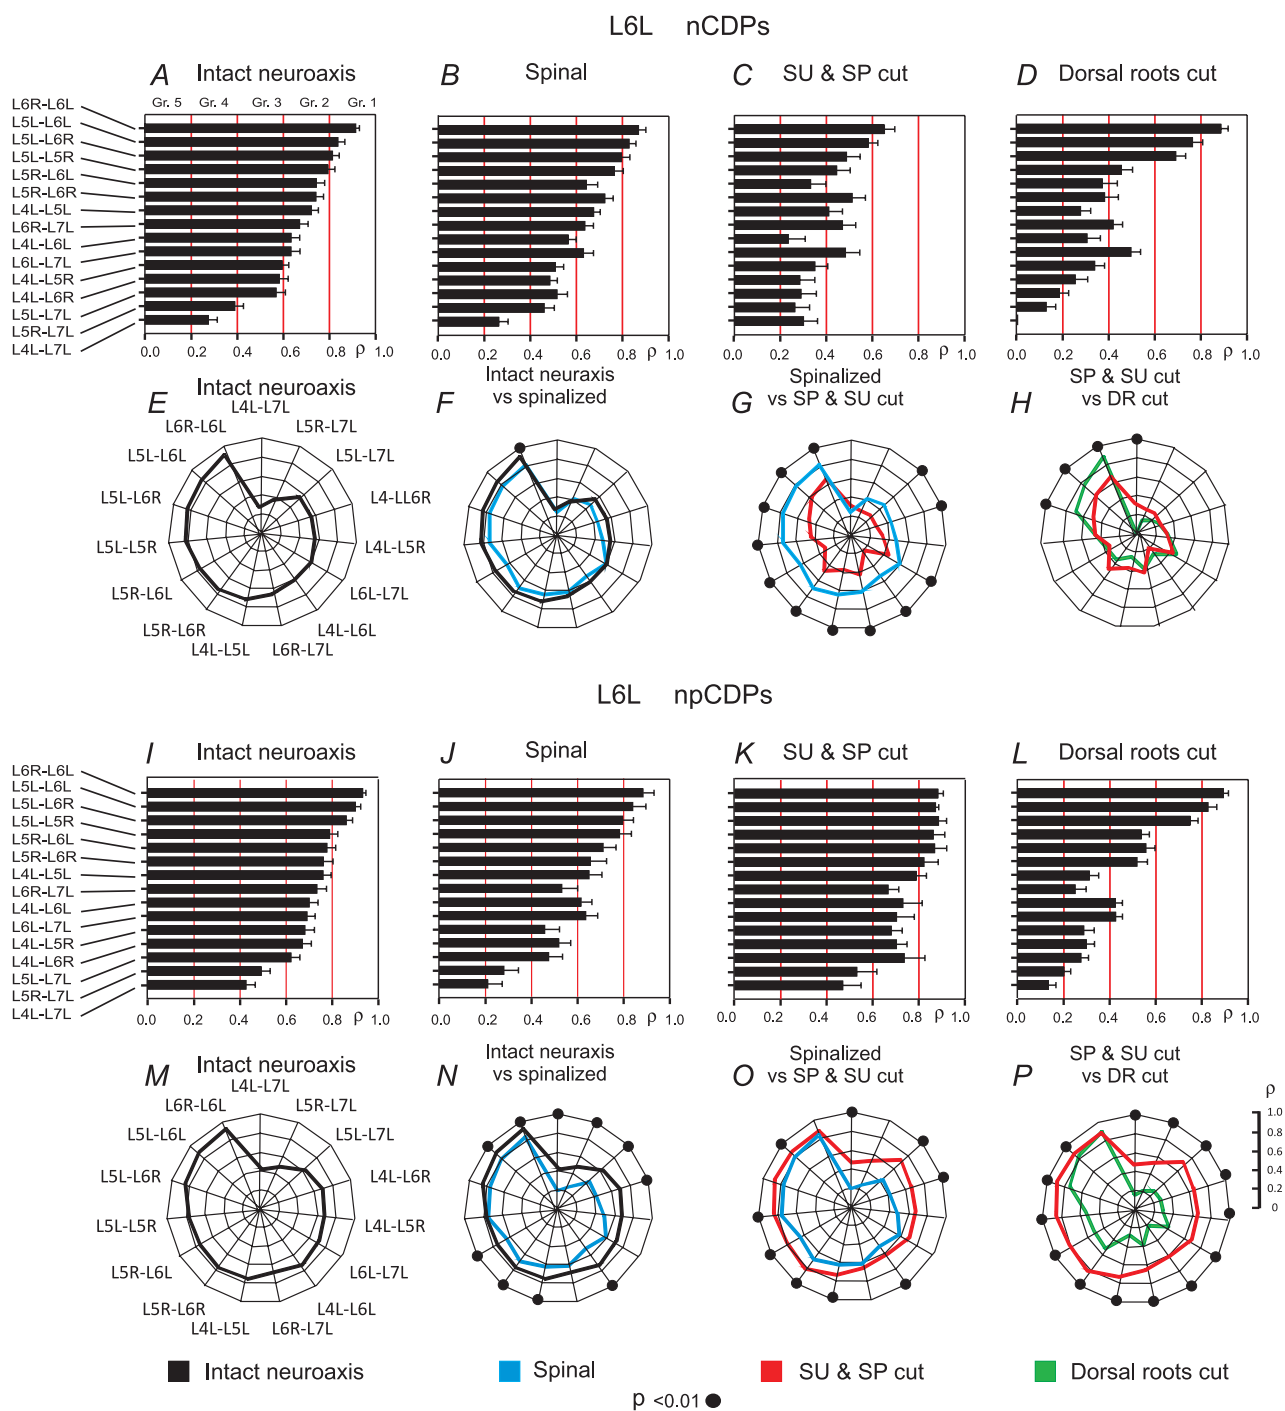 L6L nCDPs
A Intact neuroaxis
B Spinal
C SU & SP cut
D Dorsal roots cut
Gr. 5 Gr. 4 Gr. 3 Gr. 2 Gr. 1
L6R-L6L
L5L-L6L
L5L-L6R
L5L-L5R
L5R-L6L
L5R-L6R
L4L-L5L
L6R-L7L
L4L-L6L
L6L-L7L
L4L-L5R
L4L-L6R
L5L-L7L
L5R-L7L
L4L-L7L
0.0 0.2 0.4 0.6 0.8 ρ 1.0
0.0 0.2 0.4 0.6 0.8 ρ 1.0
0.0 0.2 0.4 0.6 0.8 ρ 1.0
0.0 0.2 0.4 0.6 0.8 ρ 1.0
E Intact neuroaxis
L4L-L7L
L5R-L7L
L5L-L7L
L4-LL6R
L4L-L5R
L6L-L7L
L4L-L6L
L6R-L7L
L4L-L5L
L5R-L6R
L5R-L6L
L5L-L5R
L5L-L6R
L5L-L6L
L6R-L6L
F Intact neuraxis
vs spinalized
G Spinalized
vs SP & SU cut
H SP & SU cut
vs DR cut
L6L npCDPs
I Intact neuroaxis
J Spinal
K SU & SP cut
L Dorsal roots cut
L6R-L6L
L5L-L6L
L5L-L6R
L5L-L5R
L5R-L6L
L5R-L6R
L4L-L5L
L6R-L7L
L4L-L6L
L6L-L7L
L4L-L5R
L4L-L6R
L5L-L7L
L5R-L7L
L4L-L7L
0.0 0.2 0.4 0.6 0.8 ρ 1.0
0.0 0.2 0.4 0.6 0.8 ρ 1.0
0.0 0.2 0.4 0.6 0.8 ρ 1.0
0.0 0.2 0.4 0.6 0.8 ρ 1.0
M Intact neuroaxis
L4L-L7L
L5R-L7L
L5L-L7L
L4L-L6R
L4L-L5R
L6L-L7L
L4L-L6L
L6R-L7L
L4L-L5L
L5R-L6R
L5R-L6L
L5L-L5R
L5L-L6R
L5L-L6L
L6R-L6L
N Intact neuraxis
vs spinalized
O Spinalized
vs SP & SU cut
P SP & SU cut
vs DR cut
ρ
1.0
0.8
0.6
0.4
0.2
0
Intact neuroaxis
Spinal
SU & SP cut
Dorsal roots cut
p <0.01